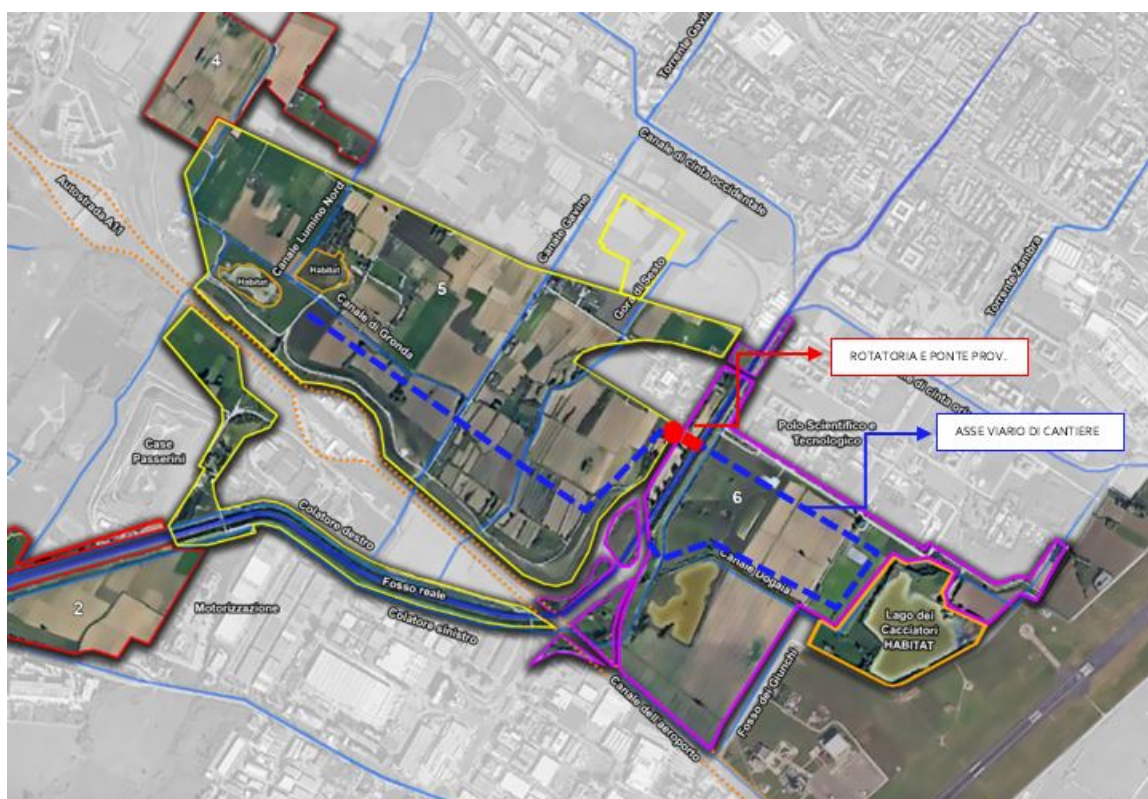 Torrente Gavine
4
Canale di cinta occidentale
Autostrada A11
Canale Lumino Nord
Canale Gavine
Torrente Zambra
Habitat
Habitat
5
Gora di Sesto
Canale di Gronda
ROTATORIA E PONTE PROV.
Polo Scientifico e
Tecnologico
ASSE VIARIO DI CANTIERE
Case
Passerini
6
Colatore destro
Canale Dogaia
Fosso reale
2
Motorizzazione
Colatore sinistro
Lago dei
Cacciatori
HABITAT
Fosso dei Giunchi
Canale dell'aeroporto